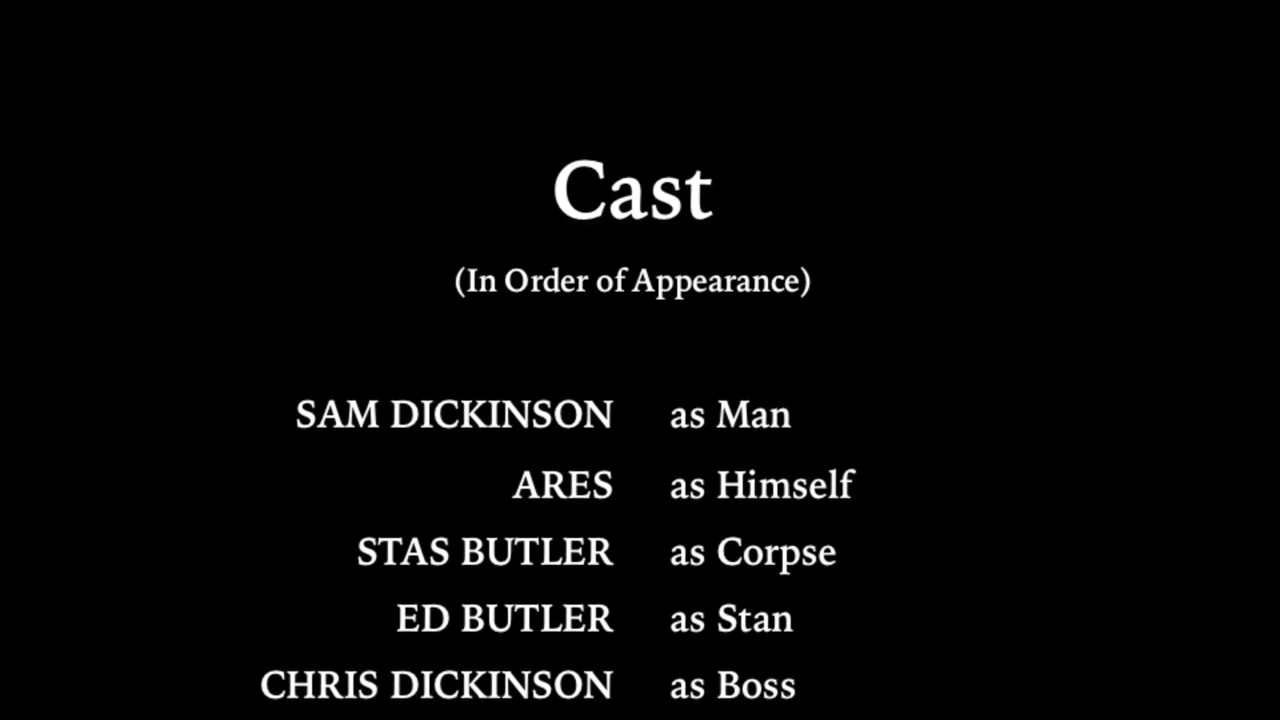 Cast
(In Order of Appearance)
SAM DICKINSON as Man
ARES as Himself
STAS BUTLER as Corpse
ED BUTLER as Stan
CHRIS DICKINSON as Boss